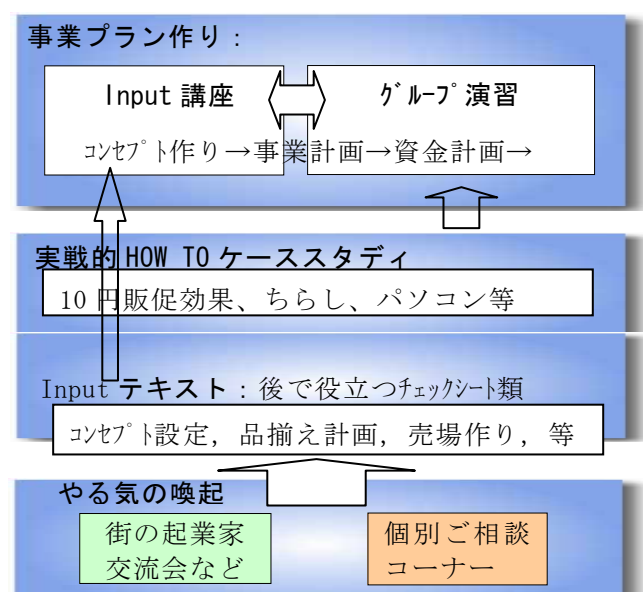 事業プラン作り：
Input 講座
ｸﾞﾙｰﾌﾟ演習
ｺﾝｾﾌﾟﾄ作り→事業計画→資金計画→
実戦的 HOW TO ケーススタディ
10 円販促効果、ちらし、パソコン等
Input テキスト：後で役立つﾁｪｯｸｼｰﾄ類
ｺﾝｾﾌﾟﾄ設定, 品揃え計画, 売場作り, 等
やる気の喚起
街の起業家
交流会など
個別ご相談
コーナー